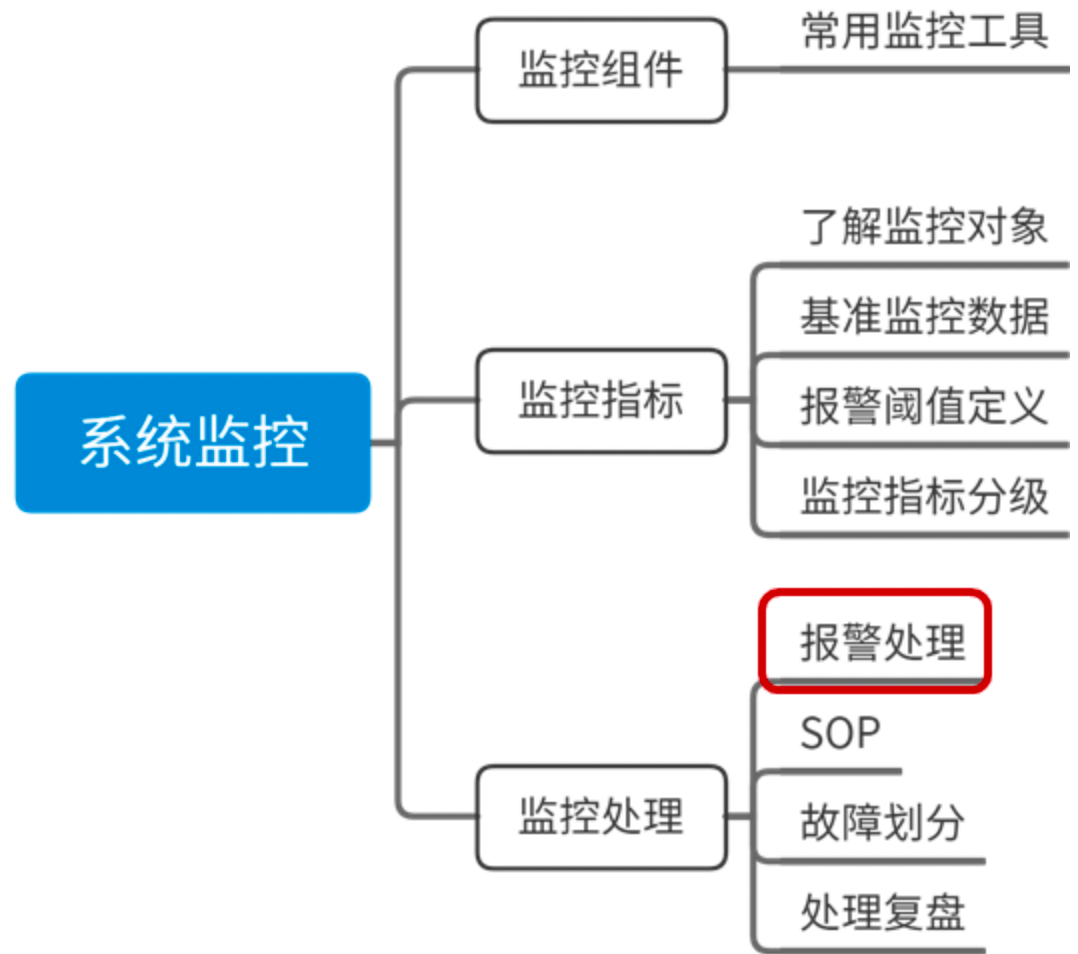 系统监控
监控组件
常用监控工具
监控指标
了解监控对象
基准监控数据
报警阈值定义
监控指标分级
监控处理
报警处理
SOP
故障划分
处理复盘